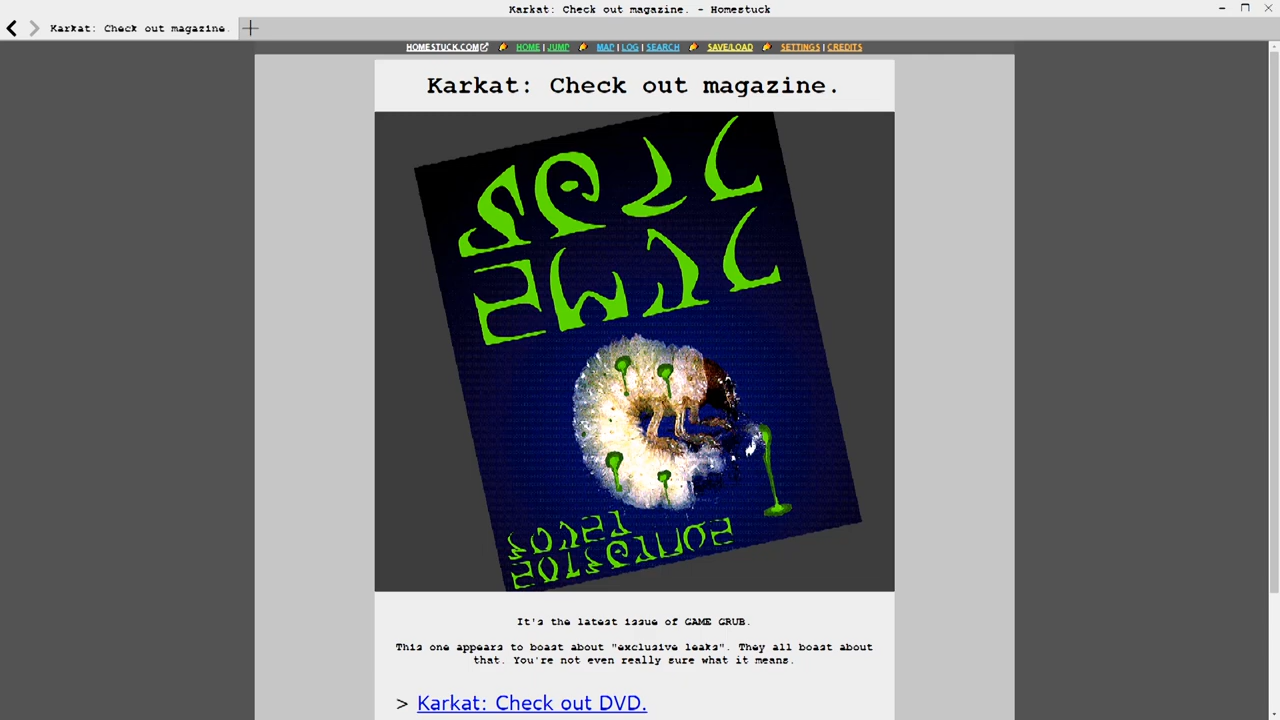 Karkat: Check out magazine. - Homestuck
Karkat: Check out magazine.
HOMESTUCK.COM HOME | JUMP MAP | LOG | SEARCH SAVE/LOAD SETTINGS | CREDITS
Karkat: Check out magazine.
It's the latest issue of GAME GRUB.
This one appears to boast about "exclusive leaks". They all boast about
that. You're not even really sure what it means.
> Karkat: Check out DVD.